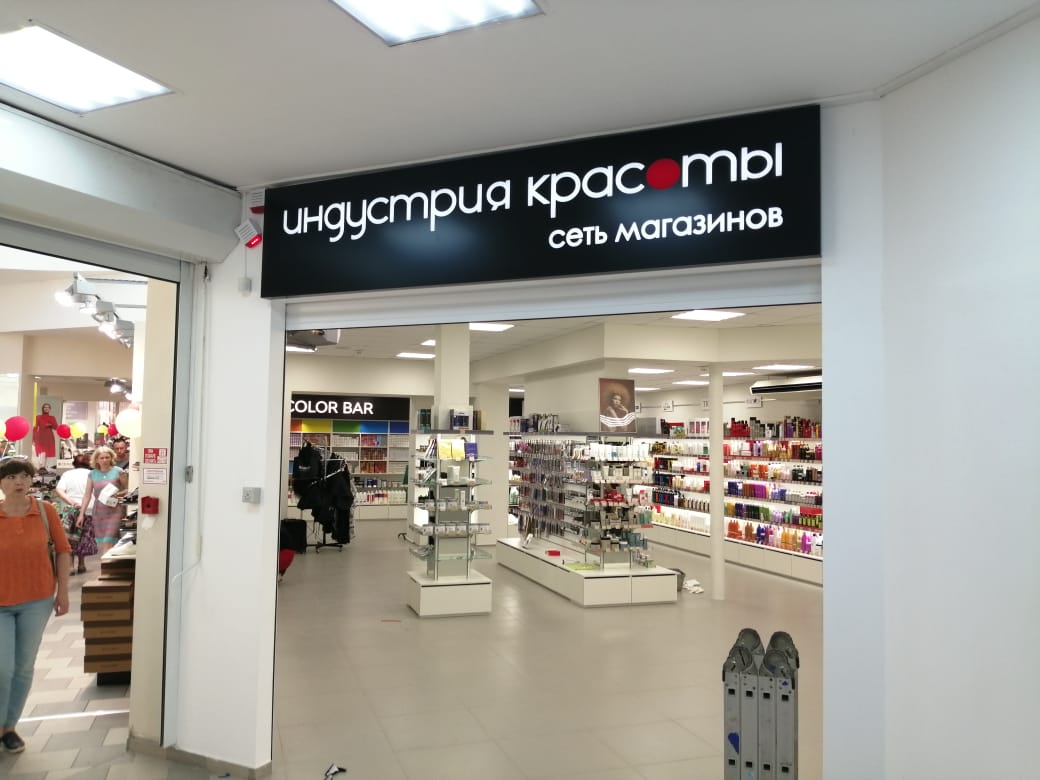 индустрия красоты
сеть магазинов
COLOR BAR